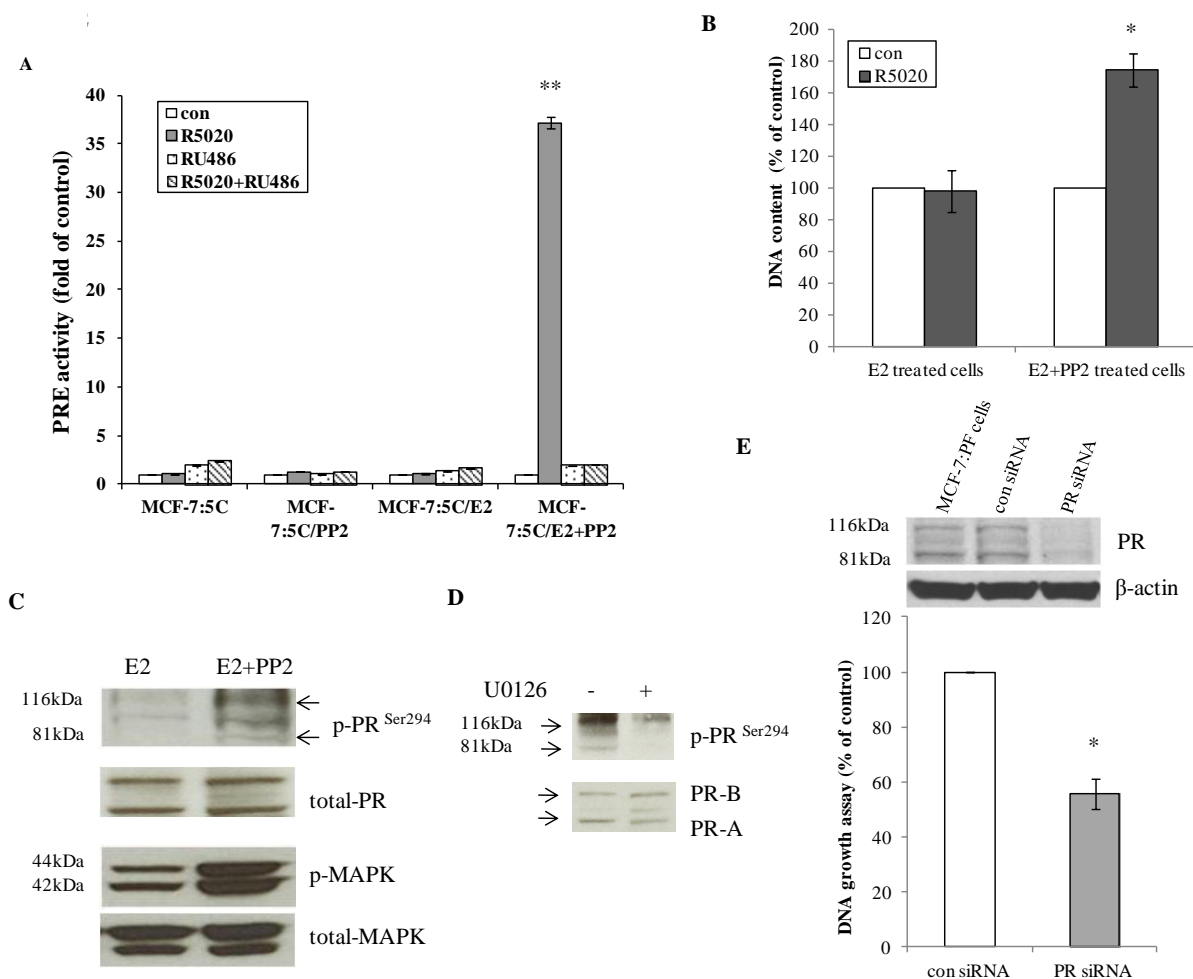 A
PRE activity (fold of control)
40
35
30
25
20
15
10
5
0
con
R5020
RU486
R5020+RU486
**
MCF-7:5C
MCF-
7:5C/PP2
MCF-7:5C/E2
MCF-
7:5C/E2+PP2
B
DNA content (% of control)
200
180
160
140
120
100
80
60
40
20
0
con
R5020
*
E2 treated cells
E2+PP2 treated cells
C
E2 E2+PP2
116kDa
81kDa
p-PR Ser294
total-PR
44kDa
42kDa
p-MAPK
total-MAPK
D
U0126 - +
116kDa
81kDa
p-PR Ser294
PR-B
PR-A
E
MCF-7:PF cells
con siRNA
PR siRNA
116kDa
81kDa
PR
β-actin
DNA growth assay (% of control)
120
100
80
60
40
20
0
*
con siRNA
PR siRNA